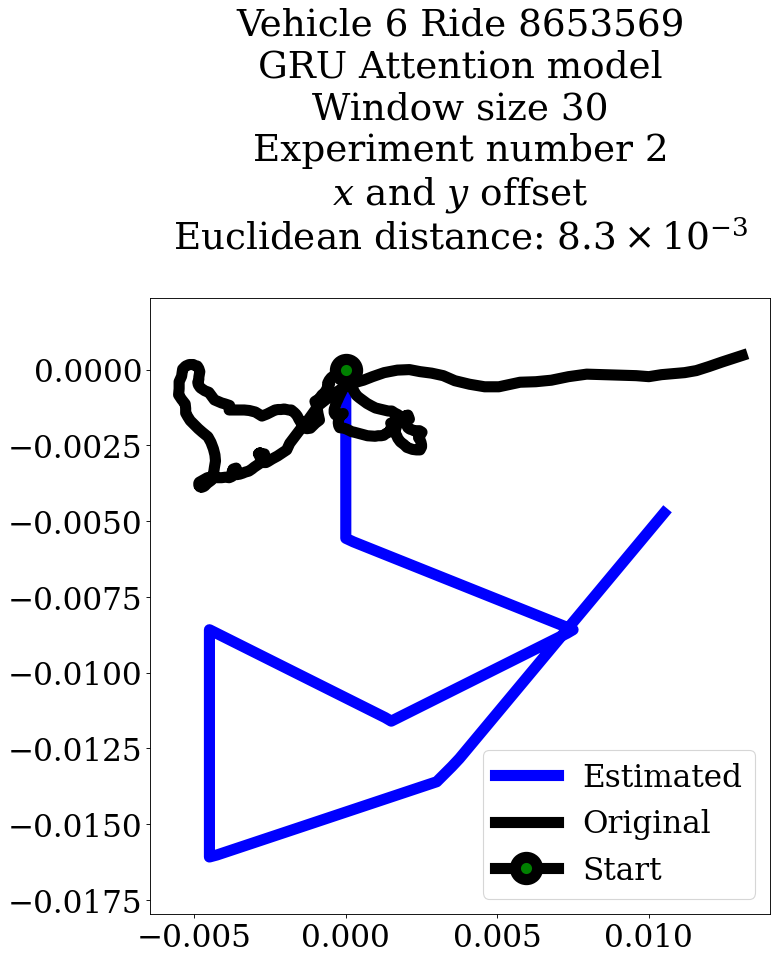 Vehicle 6 Ride 8653569
GRU Attention model
Window size 30
Experiment number 2
x and y offset
Euclidean distance: 8.3 × 10⁻³
0.0000
−0.0025
−0.0050
−0.0075
−0.0100
−0.0125
−0.0150
−0.0175
Estimated
Original
Start
−0.005 0.000 0.005 0.010